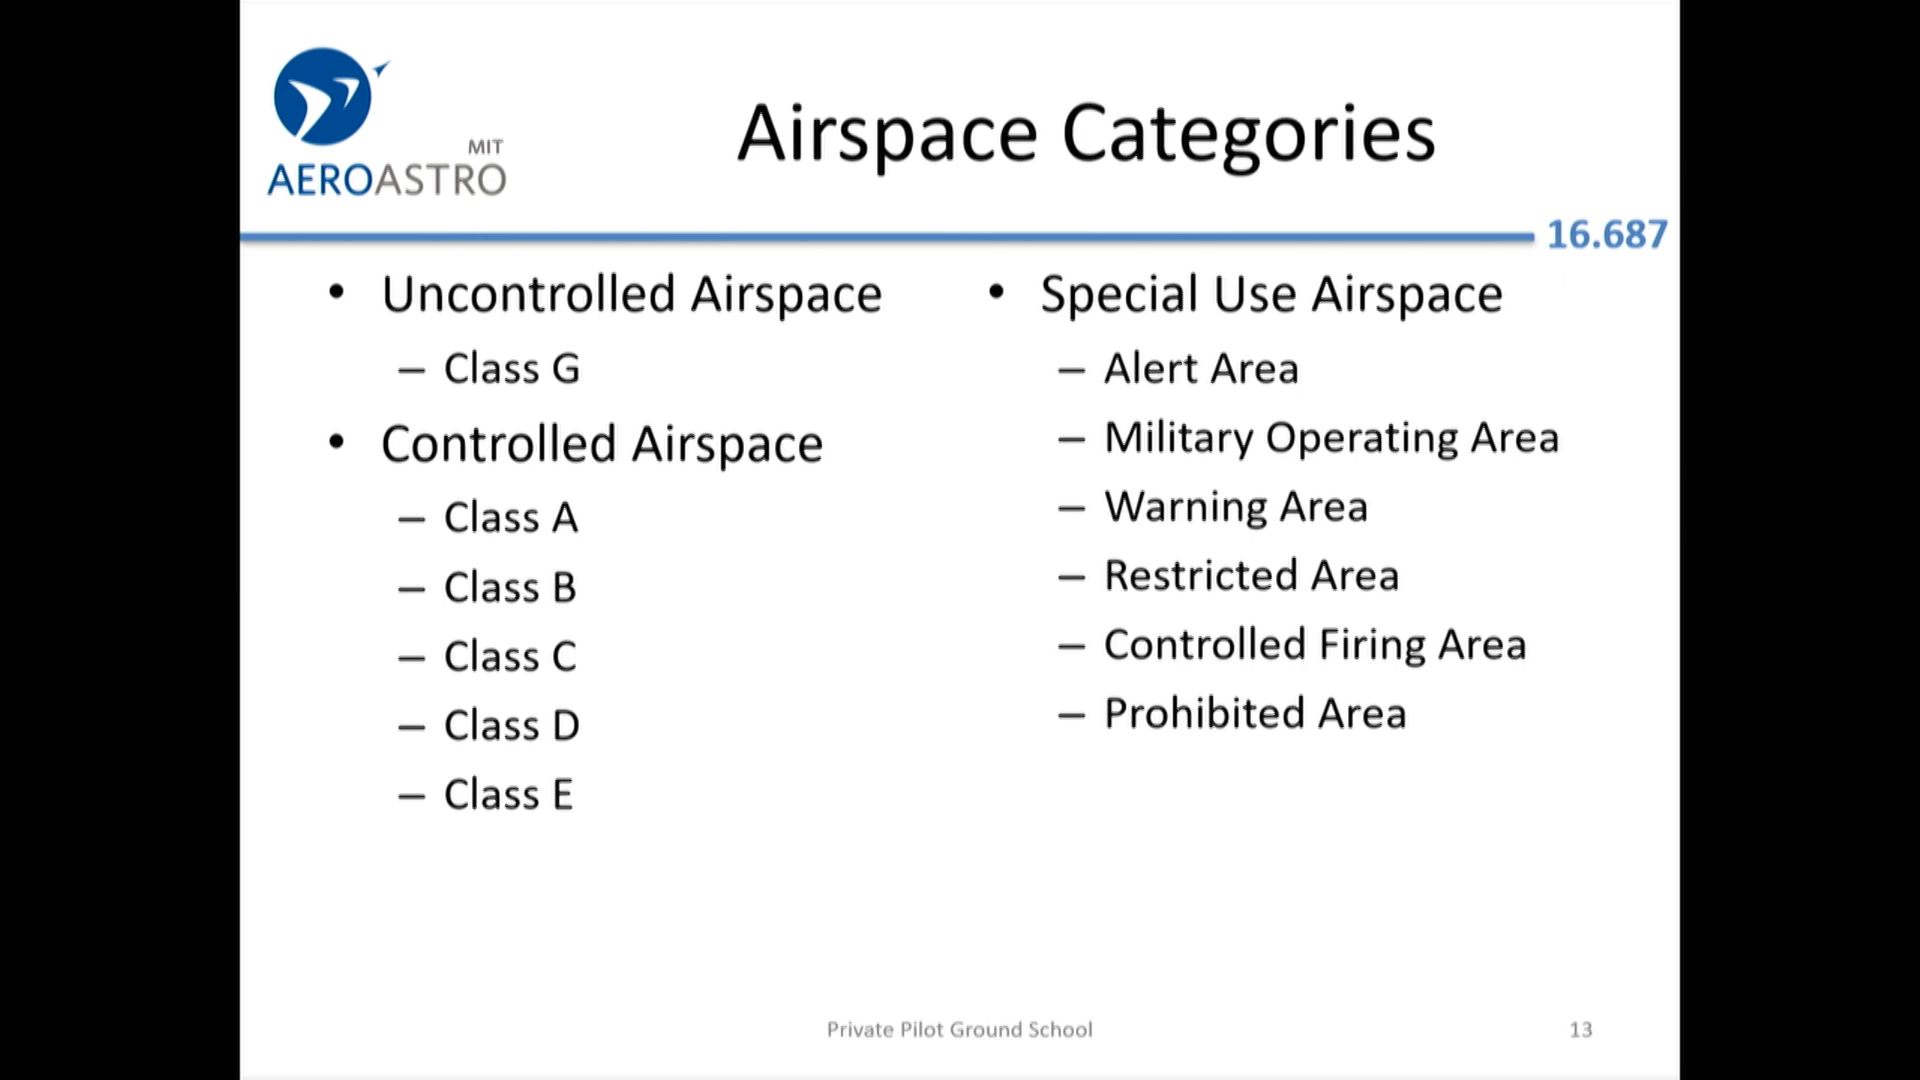 MIT
AEROASTRO
Airspace Categories
16.687
• Uncontrolled Airspace
– Class G
• Controlled Airspace
– Class A
– Class B
– Class C
– Class D
– Class E
• Special Use Airspace
– Alert Area
– Military Operating Area
– Warning Area
– Restricted Area
– Controlled Firing Area
– Prohibited Area
Private Pilot Ground School
13